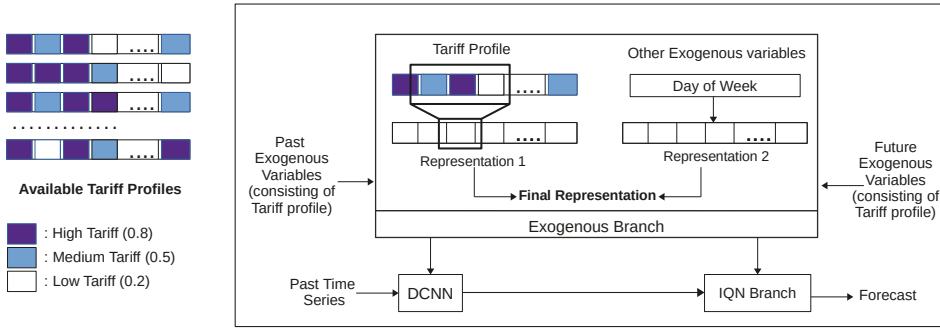 ....
....
....
.............
....
Available Tariff Profiles
: High Tariff (0.8)
: Medium Tariff (0.5)
: Low Tariff (0.2)
Tariff Profile
....
....
Representation 1
Other Exogenous variables
Day of Week
....
Representation 2
Final Representation
Exogenous Branch
Past
Exogenous
Variables
(consisting of
Tariff profile)
Future
Exogenous
Variables
(consisting of
Tariff profile)
Past Time
Series
DCNN
IQN Branch
Forecast